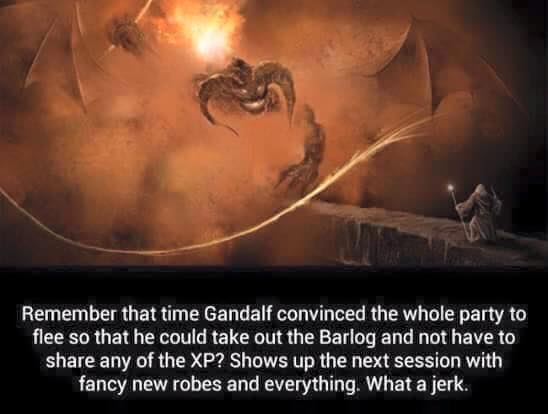 Remember that time Gandalf convinced the whole party to
flee so that he could take out the Barlog and not have to
share any of the XP? Shows up the next session with
fancy new robes and everything. What a jerk.